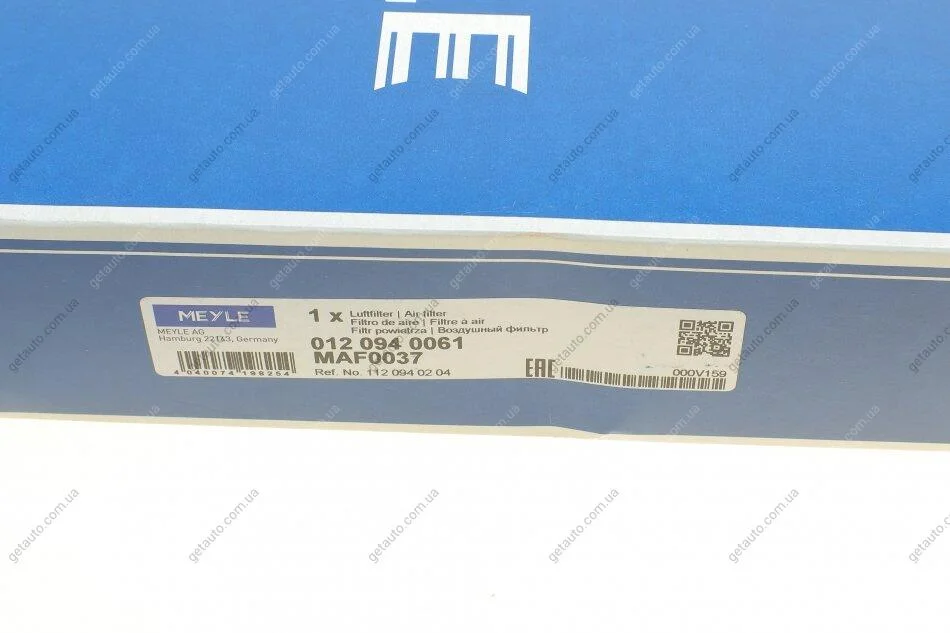 E
MEYLE
MEYLE AG
Hamburg 22143, Germany
4 040074 198254
1 x Luftfilter | Air filter
Filtro de aire | Filtre à air
Filtr powietrza | Воздушный фильтр
012 094 0061
MAF0037
Ref. No. 112 094 02 04
EAC
000V159
getauto.com.ua